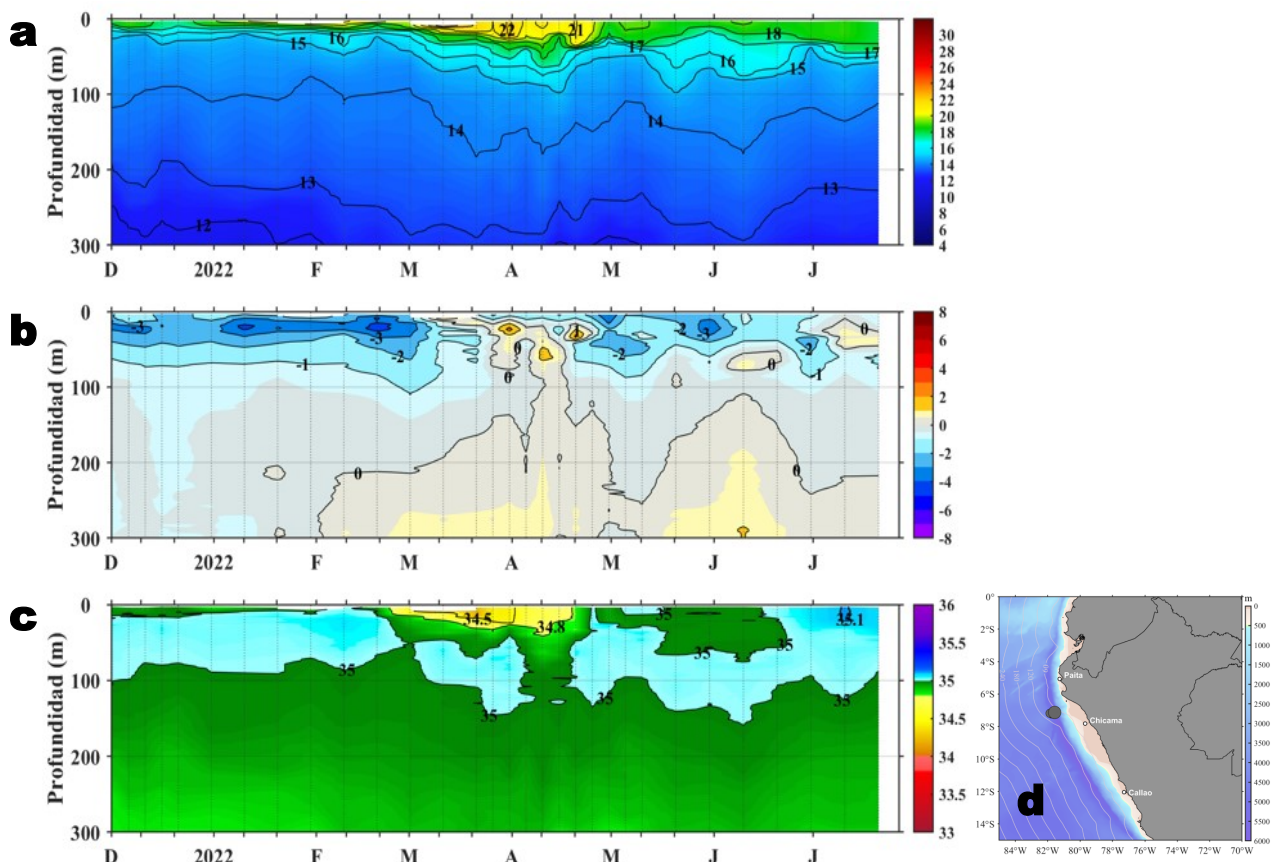 a
Profundidad (m)
0
100
200
300
15
16
22
21
17
18
16
15
17
14
14
13
13
12
D
2022
F
M
A
M
J
J
30
28
26
24
22
20
18
16
14
12
10
8
6
4
b
Profundidad (m)
0
100
200
300
-3
-1
-3
-2
0
0
0
1
-2
-2
-3
0
-2
-1
0
0
D
2022
F
M
A
M
J
J
8
6
4
2
0
-2
-4
-6
-8
c
Profundidad (m)
0
100
200
300
35
34.5
34.8
35
35
35
35
35
35.1
35
D
2022
F
M
A
M
J
J
36
35.5
35
34.5
34
33.5
33
0°
2°S
4°S
6°S
8°S
10°S
12°S
14°S
84°W
82°W
80°W
78°W
76°W
74°W
72°W
70°W
Paita
Chicama
Callao
d
m
0
500
1000
1500
2000
2500
3000
3500
4000
4500
5000
5500
6000